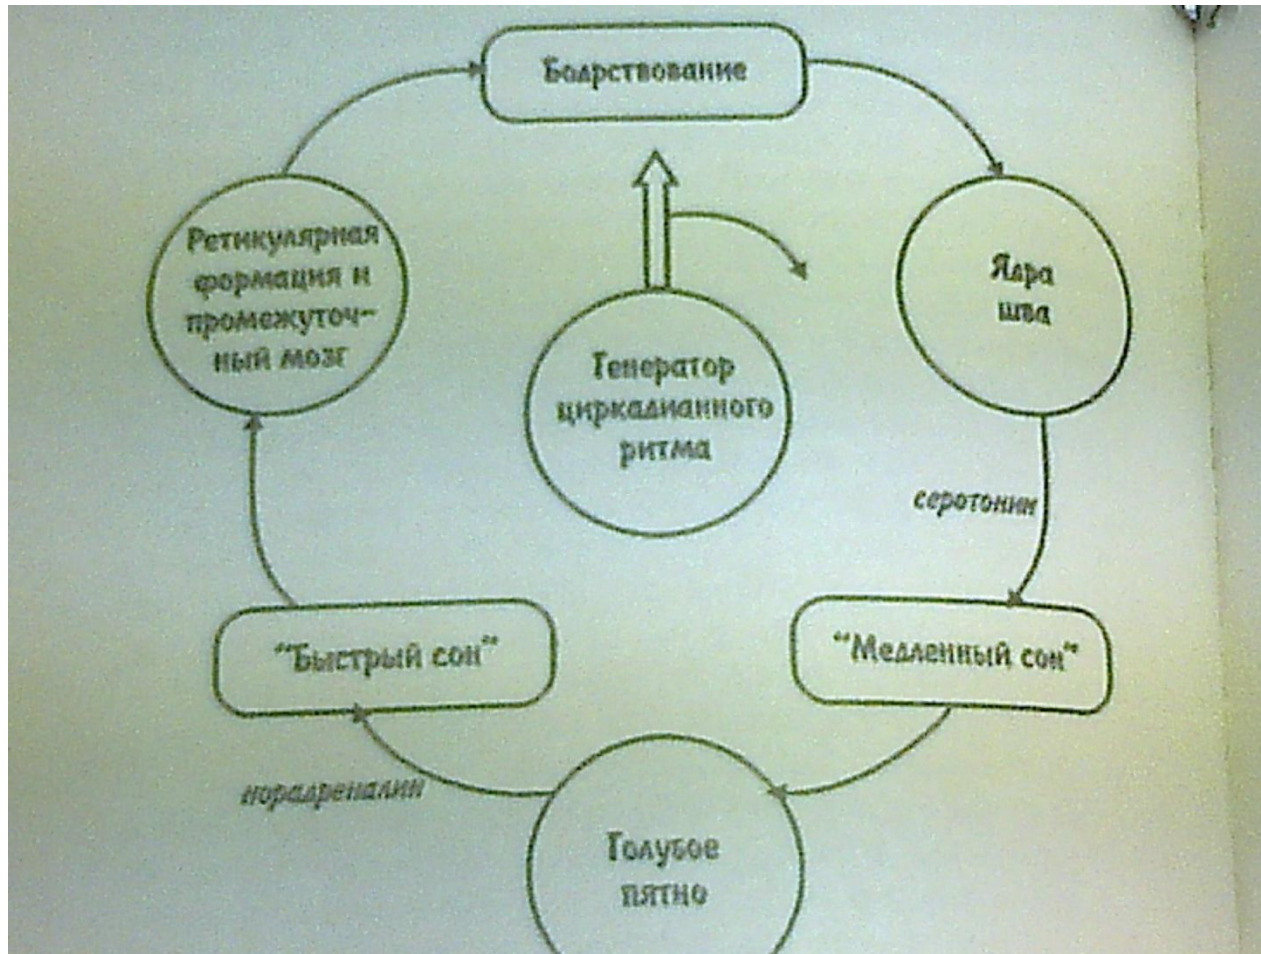 Бодрствование
Ретикулярная
формация и
промежуточ-
ный мозг
Ядра
шва
Генератор
циркадианного
ритма
серотонин
"Быстрый сон"
"Медленный сон"
норадреналин
Голубое
пятно